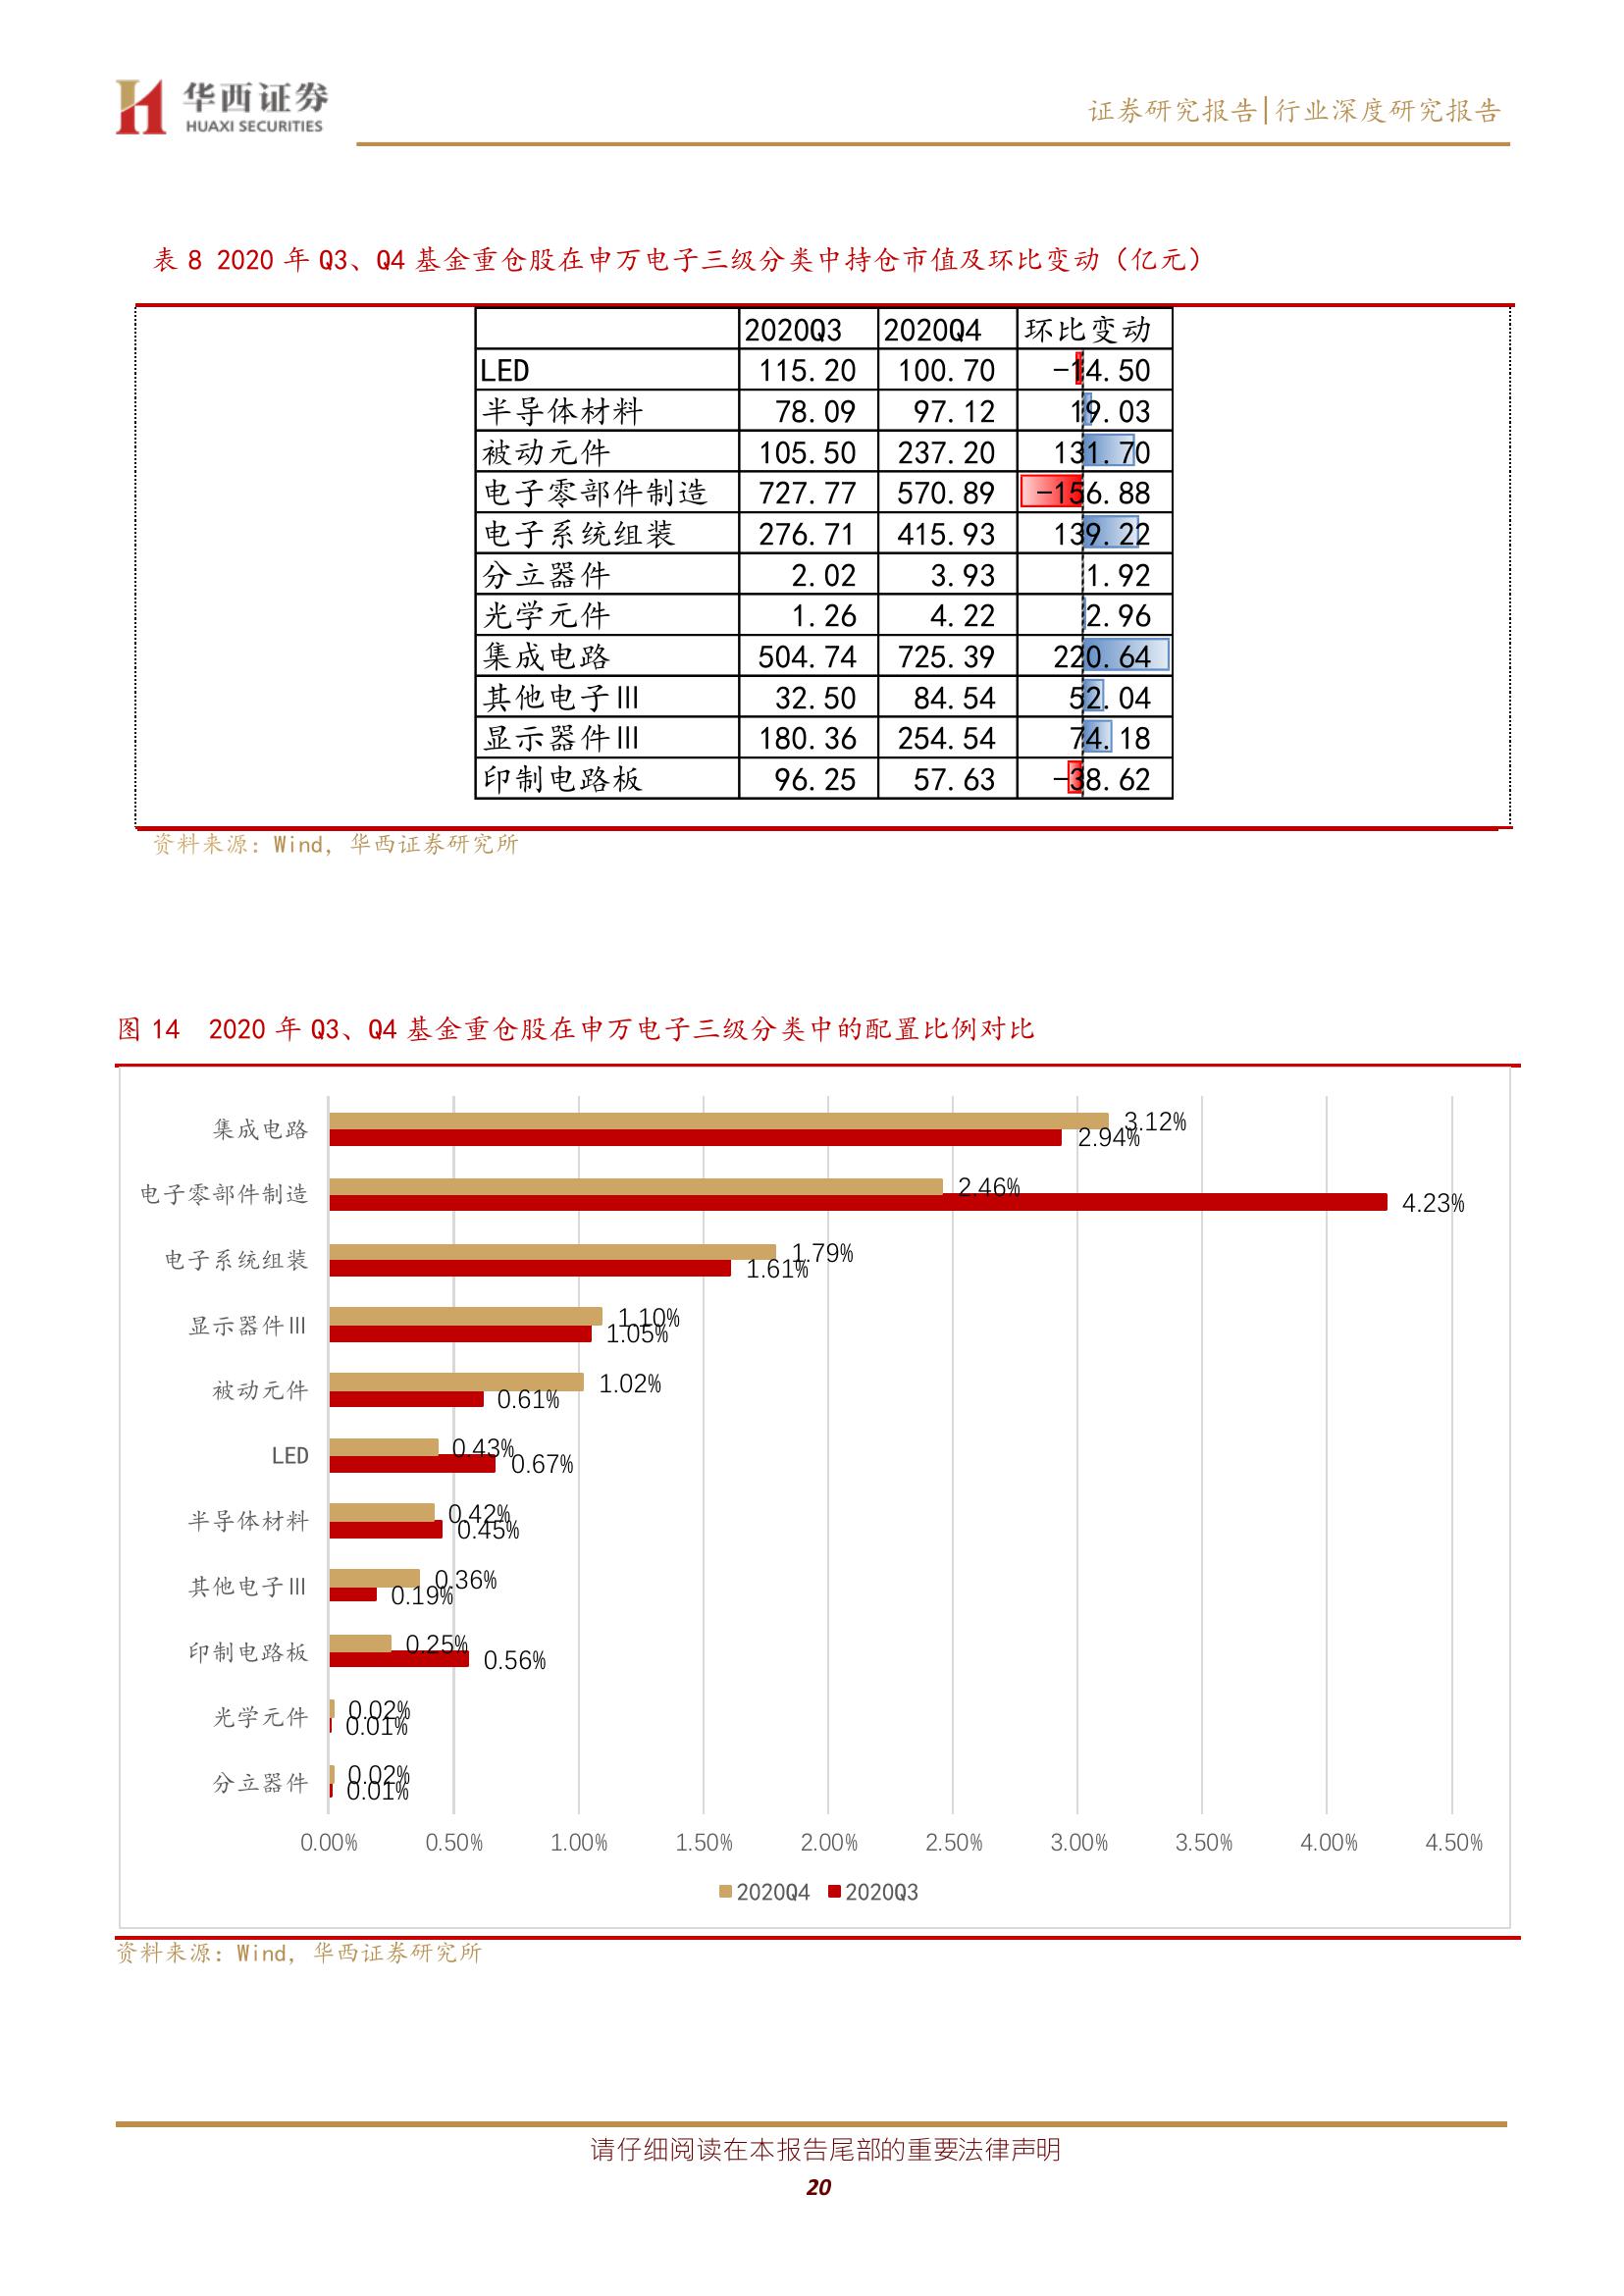 华西证券
HUAXI SECURITIES
证券研究报告|行业深度研究报告
表 8 2020 年 Q3、Q4 基金重仓股在申万电子三级分类中持仓市值及环比变动（亿元）
2020Q3 2020Q4 环比变动
LED 115.20 100.70 -14.50
半导体材料 78.09 97.12 19.03
被动元件 105.50 237.20 131.70
电子零部件制造 727.77 570.89 -156.88
电子系统组装 276.71 415.93 139.22
分立器件 2.02 3.93 1.92
光学元件 1.26 4.22 2.96
集成电路 504.74 725.39 220.64
其他电子Ⅲ 32.50 84.54 52.04
显示器件Ⅲ 180.36 254.54 74.18
印制电路板 96.25 57.63 -38.62
资料来源：Wind，华西证券研究所
图 14 2020 年 Q3、Q4 基金重仓股在申万电子三级分类中的配置比例对比
集成电路 3.12% 2.94%
电子零部件制造 2.46% 4.23%
电子系统组装 1.79% 1.61%
显示器件Ⅲ 1.10% 1.05%
被动元件 1.02% 0.61%
LED 0.43% 0.67%
半导体材料 0.42% 0.45%
其他电子Ⅲ 0.36% 0.19%
印制电路板 0.25% 0.56%
光学元件 0.02% 0.01%
分立器件 0.02% 0.01%
0.00% 0.50% 1.00% 1.50% 2.00% 2.50% 3.00% 3.50% 4.00% 4.50%
2020Q4 2020Q3
资料来源：Wind，华西证券研究所
请仔细阅读在本报告尾部的重要法律声明
20